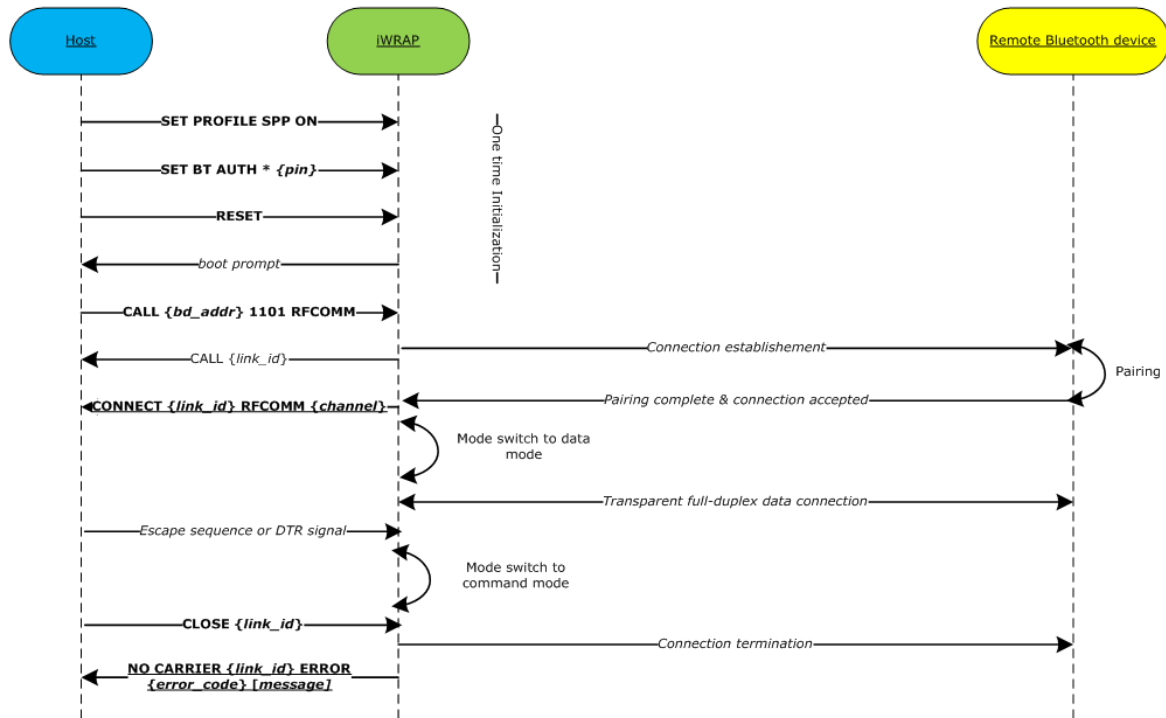 Host
iWRAP
Remote Bluetooth device
SET PROFILE SPP ON
SET BT AUTH * {pin}
RESET
boot prompt
One time Initialization
CALL {bd_addr} 1101 RFCOMM
Connection establishement
CALL {link_id}
Pairing
CONNECT {link_id} RFCOMM {channel}
Pairing complete & connection accepted
Mode switch to data
mode
Transparent full-duplex data connection
Escape sequence or DTR signal
Mode switch to
command mode
CLOSE {link_id}
Connection termination
NO CARRIER {link_id} ERROR
{error_code} [message]